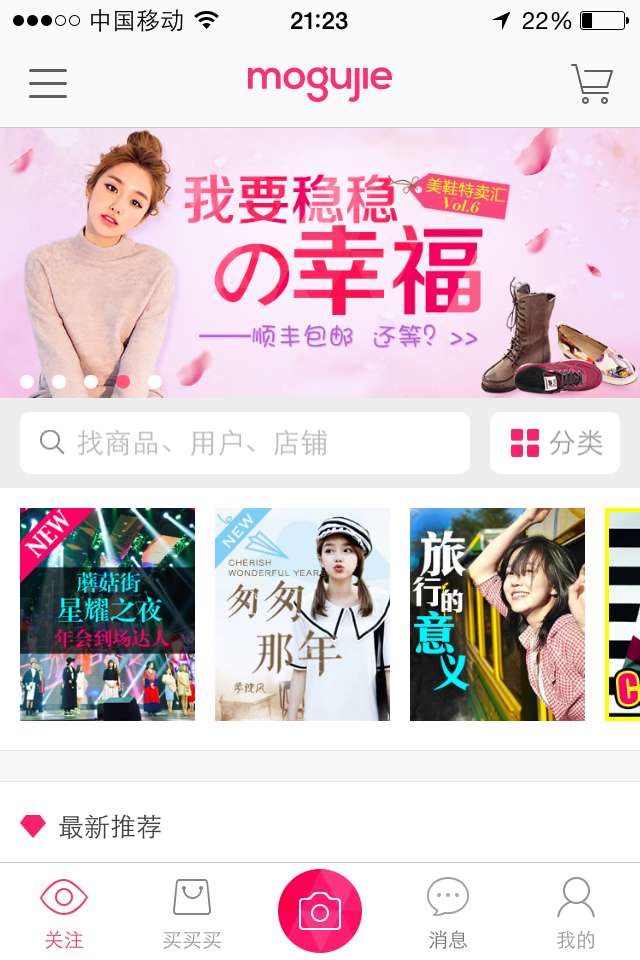 中国移动
21:23
22%
mogujie
我要稳稳
の幸福
美鞋特卖汇
Vol.6
——顺丰包邮 还等? >>
找商品、用户、店铺
分类
NEW
蘑菇街
星耀之夜
年会到场达人
NEW
CHERISH
WONDERFUL YEAR
匆匆
那年
学院风
旅
行的
意
义
C
最新推荐
关注
买买买
消息
我的